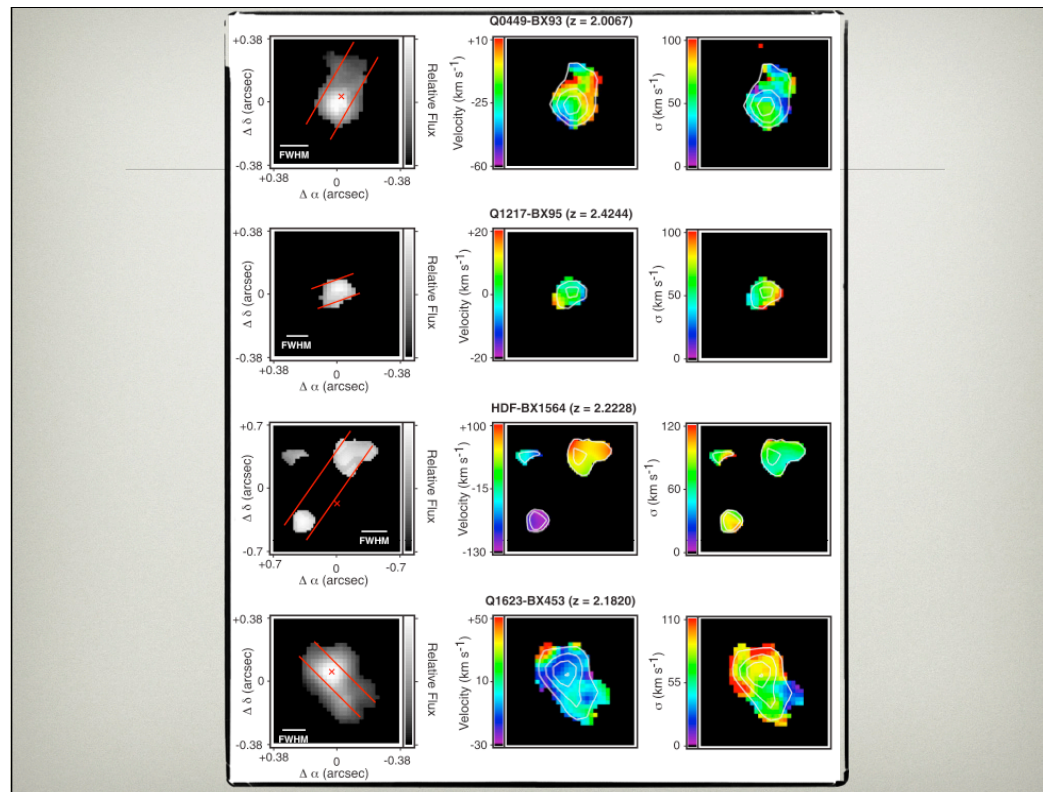 Q0449-BX93 (z = 2.0067)
+0.38
0
-0.38
Δ δ (arcsec)
FWHM
+0.38
0
-0.38
Δ α (arcsec)
Relative Flux
Velocity (km s⁻¹)
+10
-25
-60
σ (km s⁻¹)
100
50
0
Q1217-BX95 (z = 2.4244)
+0.38
0
-0.38
Δ δ (arcsec)
FWHM
+0.38
0
-0.38
Δ α (arcsec)
Relative Flux
Velocity (km s⁻¹)
+20
0
-20
σ (km s⁻¹)
100
50
0
HDF-BX1564 (z = 2.2228)
+0.7
0
-0.7
Δ δ (arcsec)
FWHM
+0.7
0
-0.7
Δ α (arcsec)
Relative Flux
Velocity (km s⁻¹)
+100
-15
-130
σ (km s⁻¹)
120
60
0
Q1623-BX453 (z = 2.1820)
+0.38
0
-0.38
Δ δ (arcsec)
FWHM
+0.38
0
-0.38
Δ α (arcsec)
Relative Flux
Velocity (km s⁻¹)
+50
10
-30
σ (km s⁻¹)
110
55
0